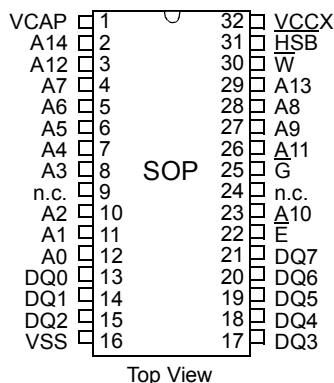 VCAP 1 32 VCCX
A14 2 31 H̅S̅B̅
A12 3 30 W̅
A7 4 29 A13
A6 5 28 A8
A5 6 27 A9
A4 7 26 A11
A3 8 SOP 25 G̅
n.c. 9 24 n.c.
A2 10 23 A10
A1 11 22 E̅
A0 12 21 DQ7
DQ0 13 20 DQ6
DQ1 14 19 DQ5
DQ2 15 18 DQ4
VSS 16 17 DQ3
Top View